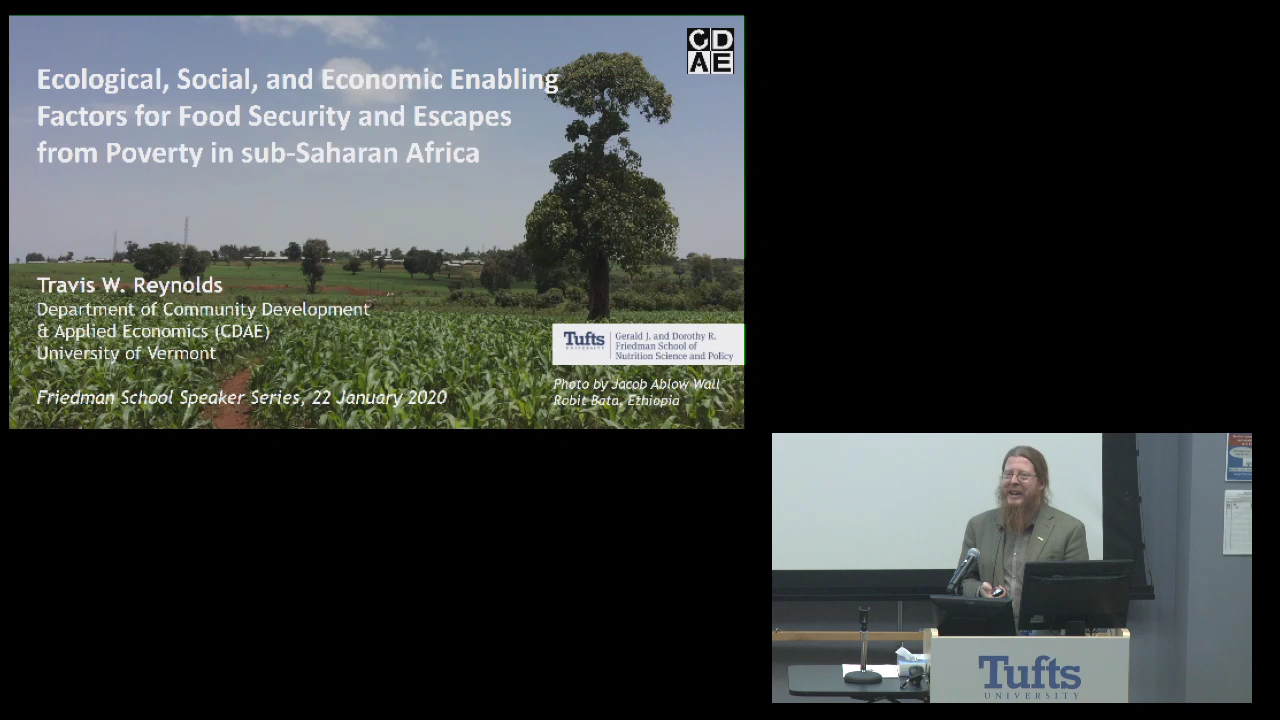 CD
AE
Ecological, Social, and Economic Enabling
Factors for Food Security and Escapes
from Poverty in sub-Saharan Africa
Travis W. Reynolds
Department of Community Development
& Applied Economics (CDAE)
University of Vermont
Friedman School Speaker Series, 22 January 2020
Tufts
UNIVERSITY
Gerald J. and Dorothy R.
Friedman School of
Nutrition Science and Policy
Photo by Jacob Ablow Wall
Robit Bata, Ethiopia
Tufts
UNIVERSITY